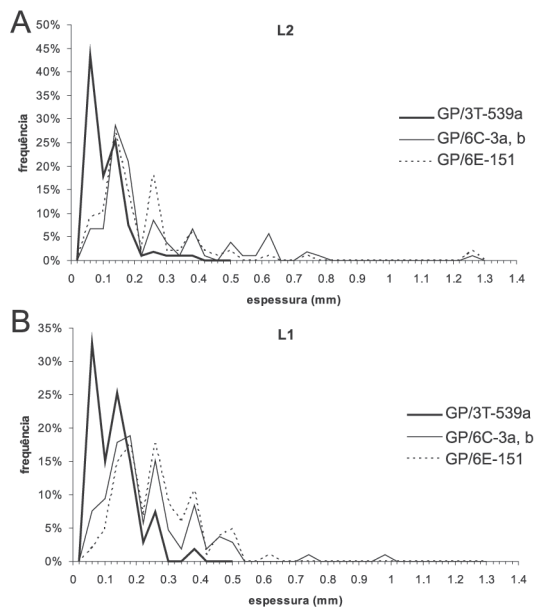 A
L2
50%
45%
40%
35%
30%
25%
20%
15%
10%
5%
0%
frequência
GP/3T-539a
GP/6C-3a, b
GP/6E-151
0 0.1 0.2 0.3 0.4 0.5 0.6 0.7 0.8 0.9 1 1.1 1.2 1.3 1.4
espessura (mm)
B
L1
35%
30%
25%
20%
15%
10%
5%
0%
frequência
GP/3T-539a
GP/6C-3a, b
GP/6E-151
0 0.1 0.2 0.3 0.4 0.5 0.6 0.7 0.8 0.9 1 1.1 1.2 1.3 1.4
espessura (mm)